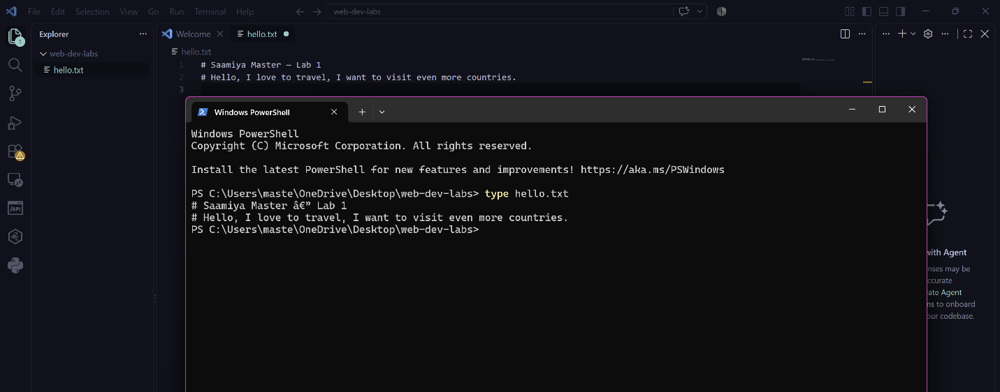 File Edit Selection View Go Run Terminal Help
web-dev-labs
Explorer
Welcome
hello.txt
web-dev-labs
hello.txt
hello.txt
1 # Saamiya Master — Lab 1
2 # Hello, I love to travel, I want to visit even more countries.
3
1
/API
Windows PowerShell
Windows PowerShell
Copyright (C) Microsoft Corporation. All rights reserved.
Install the latest PowerShell for new features and improvements! https://aka.ms/PSWindows
PS C:\Users\maste\OneDrive\Desktop\web-dev-labs> type hello.txt
# Saamiya Master â€” Lab 1
# Hello, I love to travel, I want to visit even more countries.
PS C:\Users\maste\OneDrive\Desktop\web-dev-labs>
with Agent
nses may be
ccurate
rate Agent
ns to onboard
our codebase.